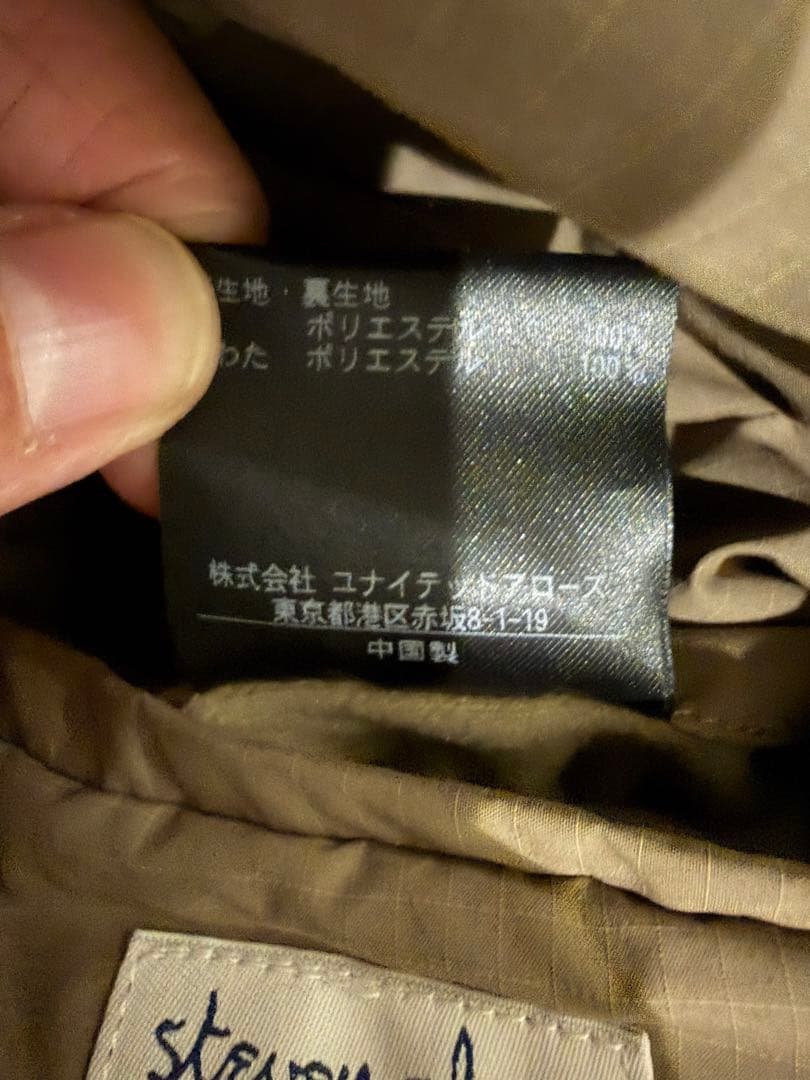 生地・裏生地
ポリエステル 100%
わた ポリエステル 100%
株式会社 ユナイテッドアローズ
東京都港区赤坂8-1-19
中国製
steven